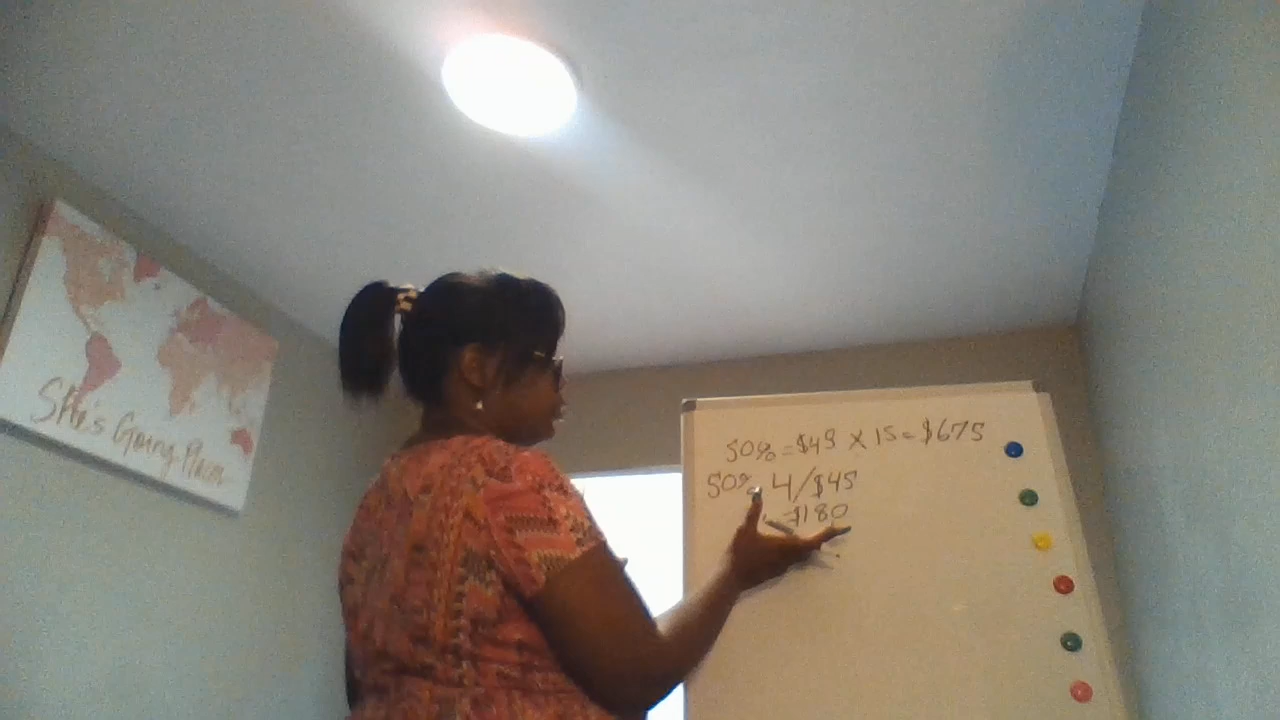 She's Going Places
50% = $45 X 15 = $675
50% 4/$45
= $180